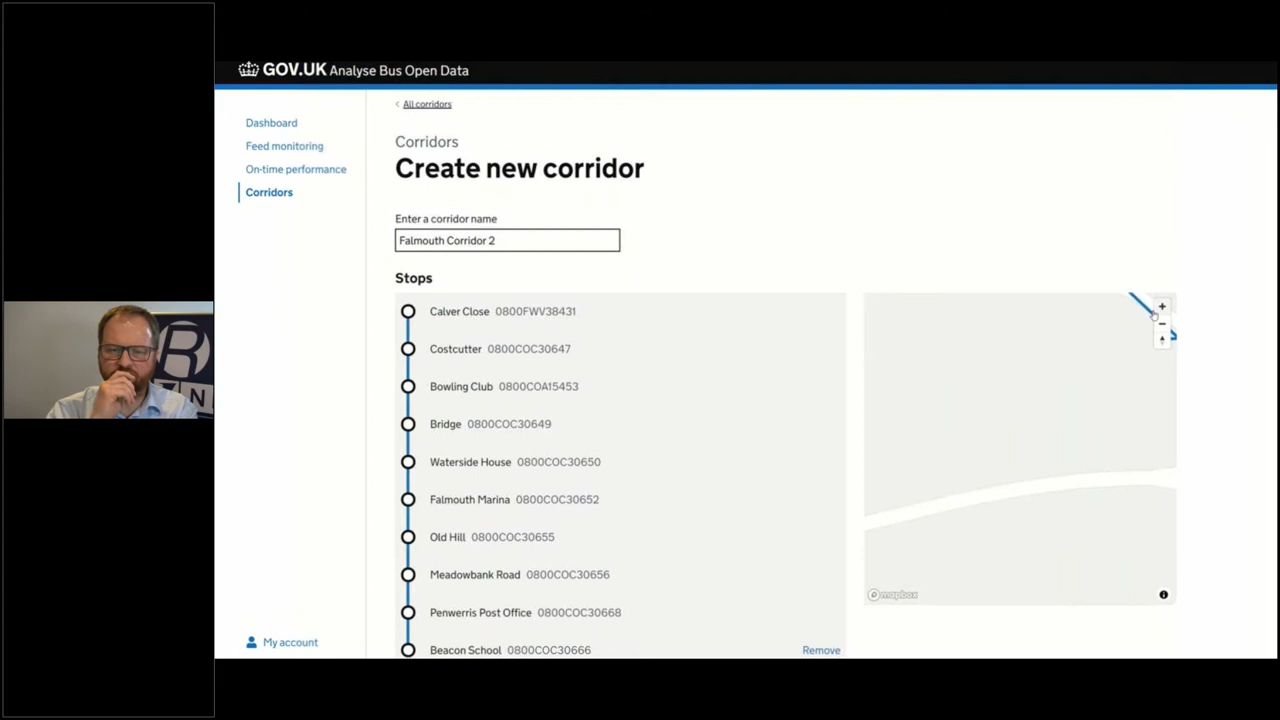 GOV.UK Analyse Bus Open Data
Dashboard
Feed monitoring
On-time performance
Corridors
My account
< All corridors
Corridors
Create new corridor
Enter a corridor name
Falmouth Corridor 2
Stops
Calver Close 0800FWV38431
Costcutter 0800COC30647
Bowling Club 0800COA15453
Bridge 0800COC30649
Waterside House 0800COC30650
Falmouth Marina 0800COC30652
Old Hill 0800COC30655
Meadowbank Road 0800COC30656
Penwerris Post Office 0800COC30668
Beacon School 0800COC30666 Remove
mapbox
R